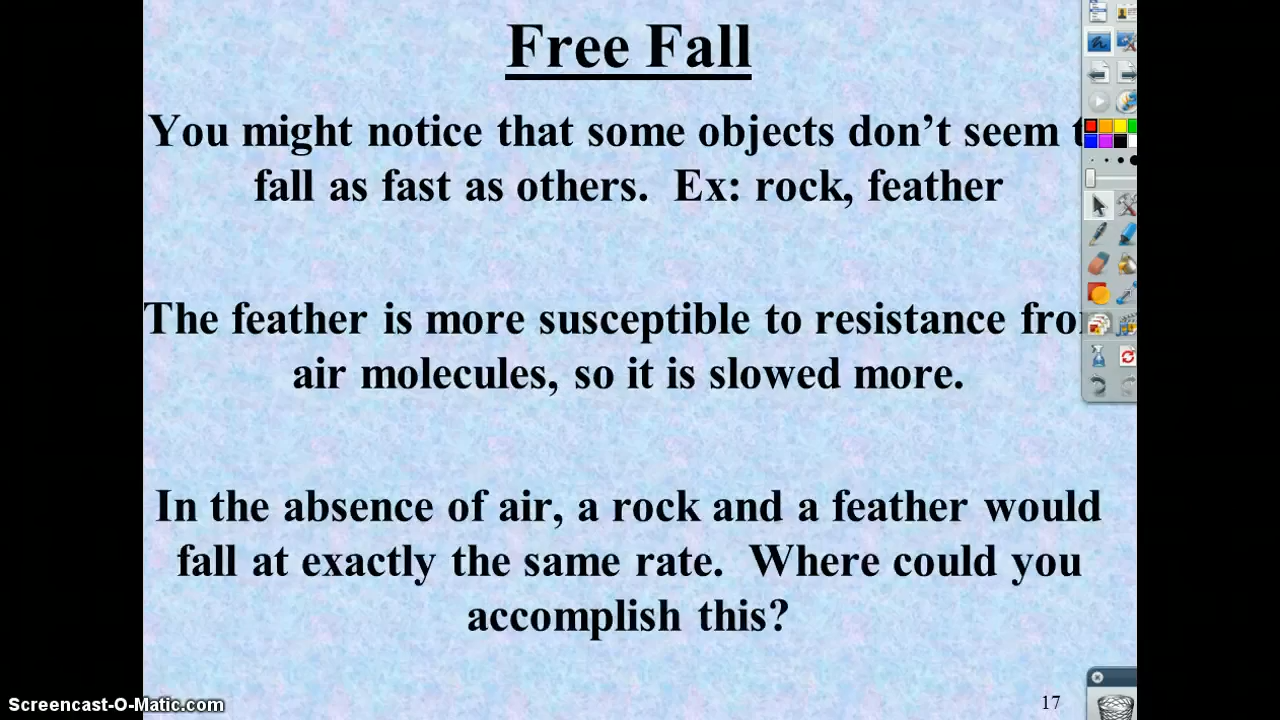 Free Fall
You might notice that some objects don't seem t
fall as fast as others. Ex: rock, feather
The feather is more susceptible to resistance fro
air molecules, so it is slowed more.
In the absence of air, a rock and a feather would
fall at exactly the same rate. Where could you
accomplish this?
17
Screencast-O-Matic.com